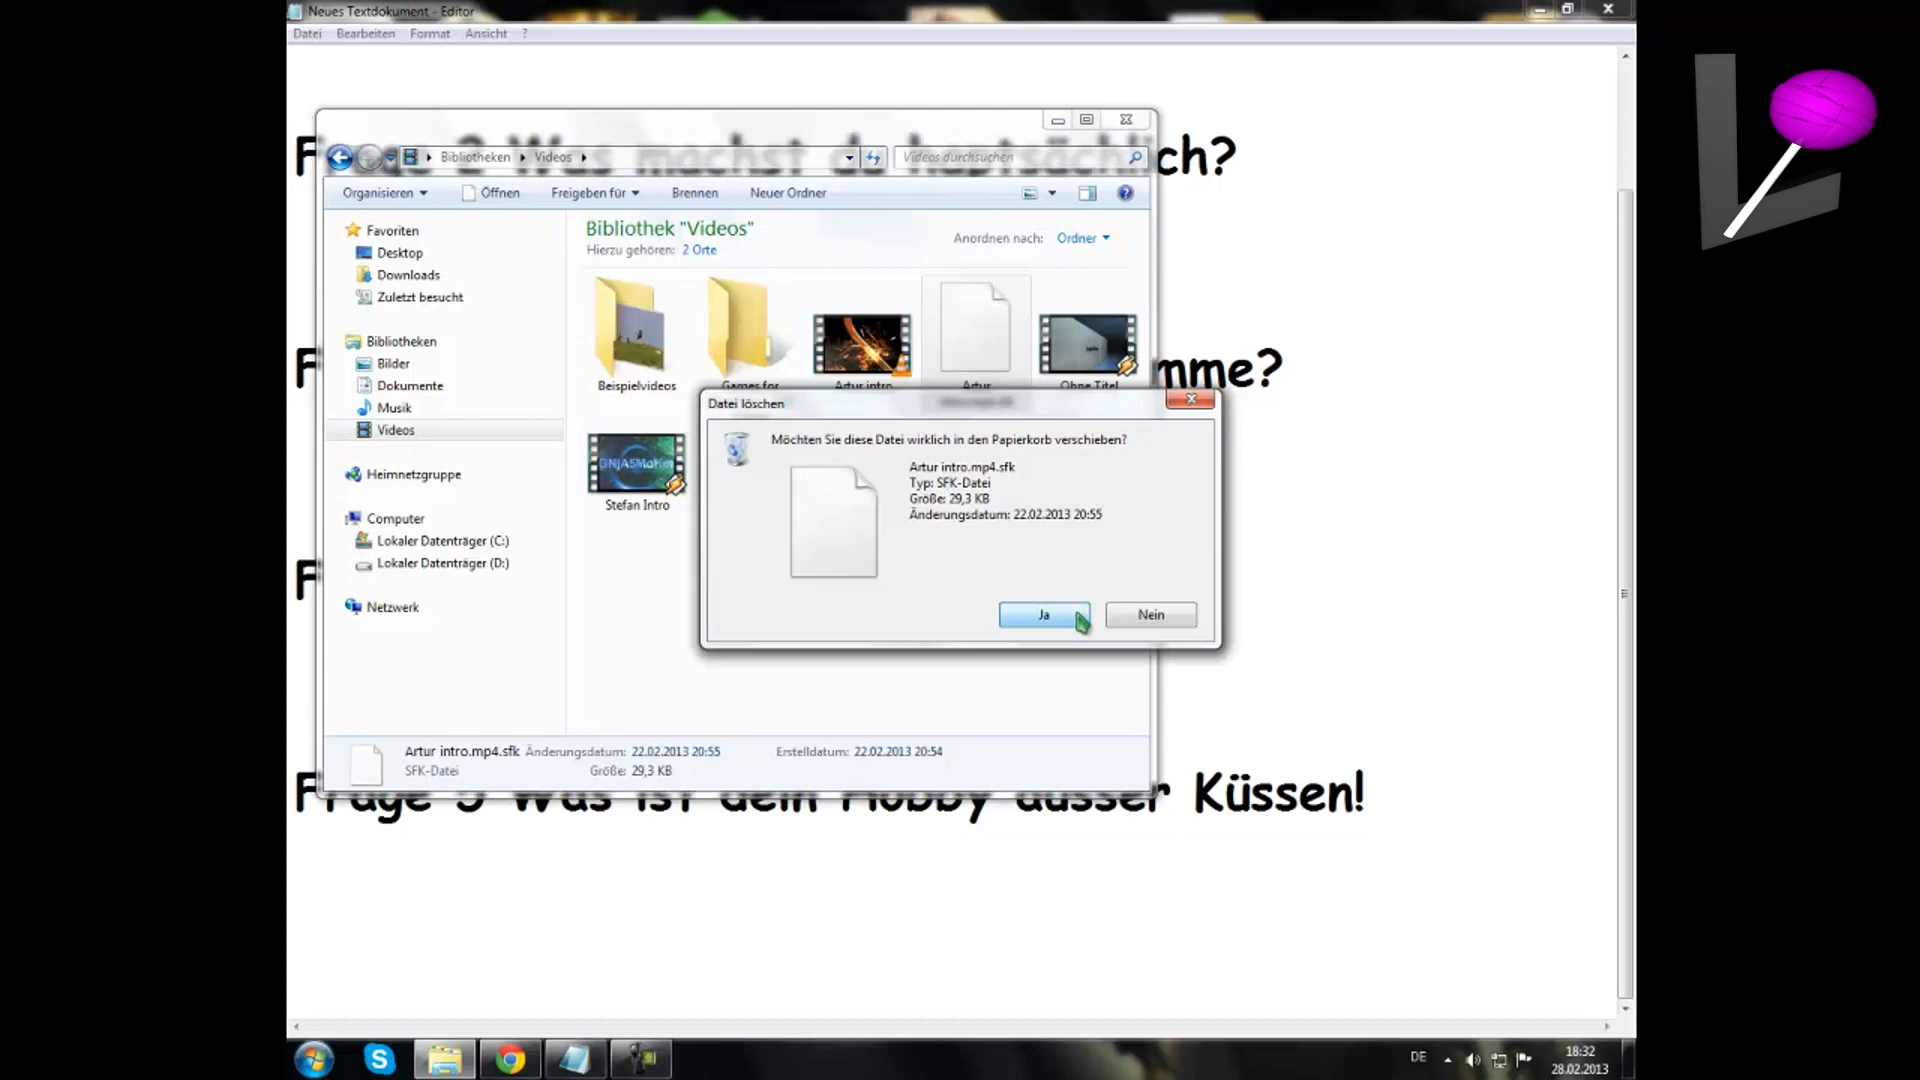 Neues Textdokument - Editor
Datei Bearbeiten Format Ansicht ?
Frage 2 Was machst du haptsächlich?
Bibliotheken Videos
Videos durchsuchen
Organisieren Öffnen Freigeben für Brennen Neuer Ordner
Favoriten
Desktop
Downloads
Zuletzt besucht
Bibliotheken
Bilder
Dokumente
Musik
Videos
Heimnetzgruppe
Computer
Lokaler Datenträger (C:)
Lokaler Datenträger (D:)
Netzwerk
Bibliothek "Videos"
Hierzu gehören: 2 Orte
Anordnen nach: Ordner
Beispielvideos
Games for
Artur intro
Artur
Ohne Titel
mme?
Stefan Intro
Datei löschen
Möchten Sie diese Datei wirklich in den Papierkorb verschieben?
Artur intro.mp4.sfk
Typ: SFK-Datei
Größe: 29,3 KB
Änderungsdatum: 22.02.2013 20:55
Ja Nein
Artur intro.mp4.sfk Änderungsdatum: 22.02.2013 20:55 Erstelldatum: 22.02.2013 20:54
SFK-Datei Größe: 29,3 KB
Frage 5 Was ist dein Hobby ausser Küssen!
DE
18:32
28.02.2013